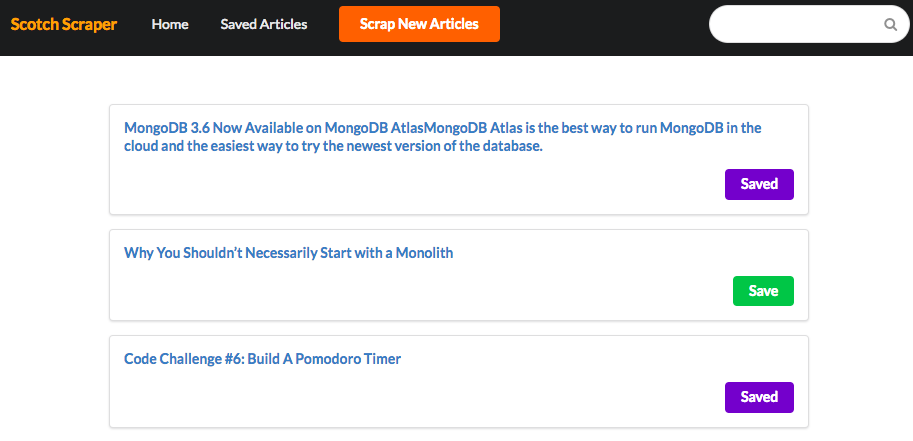 Scotch Scraper Home Saved Articles Scrap New Articles
MongoDB 3.6 Now Available on MongoDB AtlasMongoDB Atlas is the best way to run MongoDB in the
cloud and the easiest way to try the newest version of the database.
Saved
Why You Shouldn’t Necessarily Start with a Monolith
Save
Code Challenge #6: Build A Pomodoro Timer
Saved